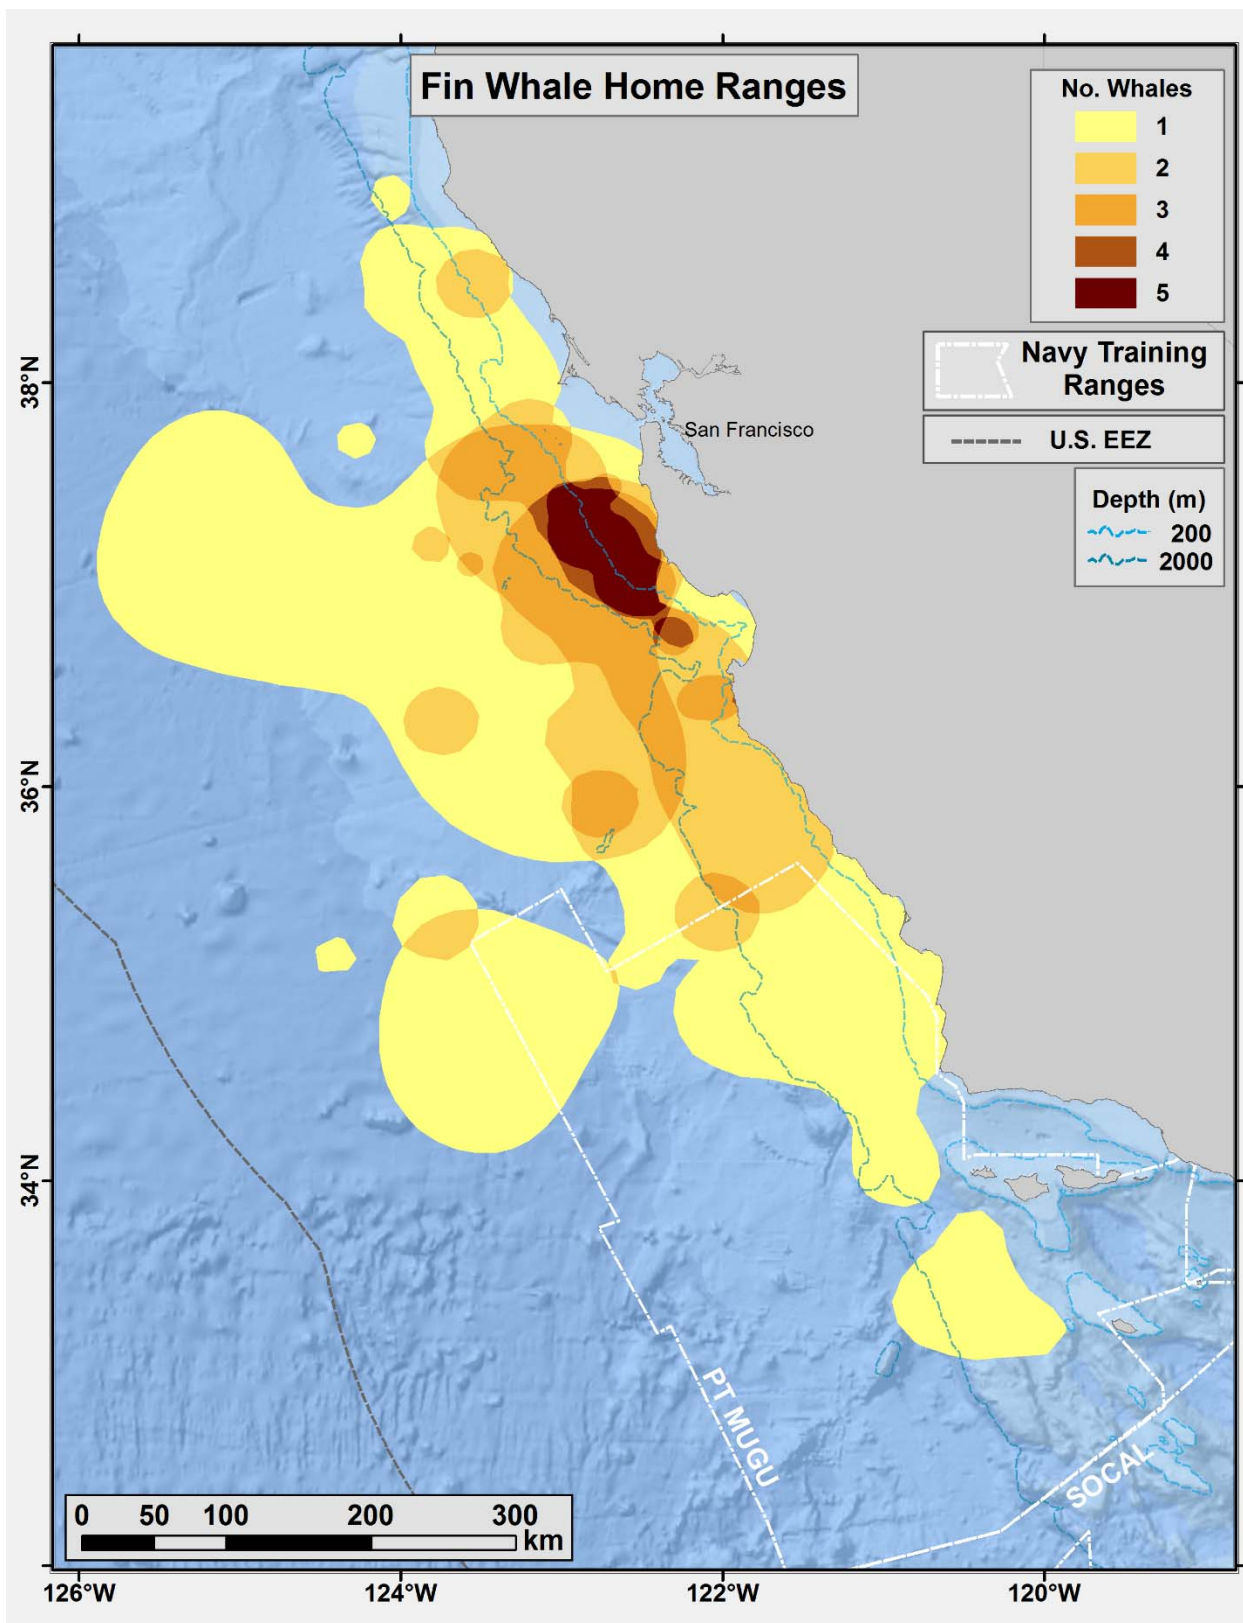 Fin Whale Home Ranges
No. Whales
1
2
3
4
5
Navy Training
Ranges
U.S. EEZ
Depth (m)
200
2000
San Francisco
38°N
36°N
34°N
PT MUGU
SOCAL
0 50 100 200 300
km
126°W 124°W 122°W 120°W